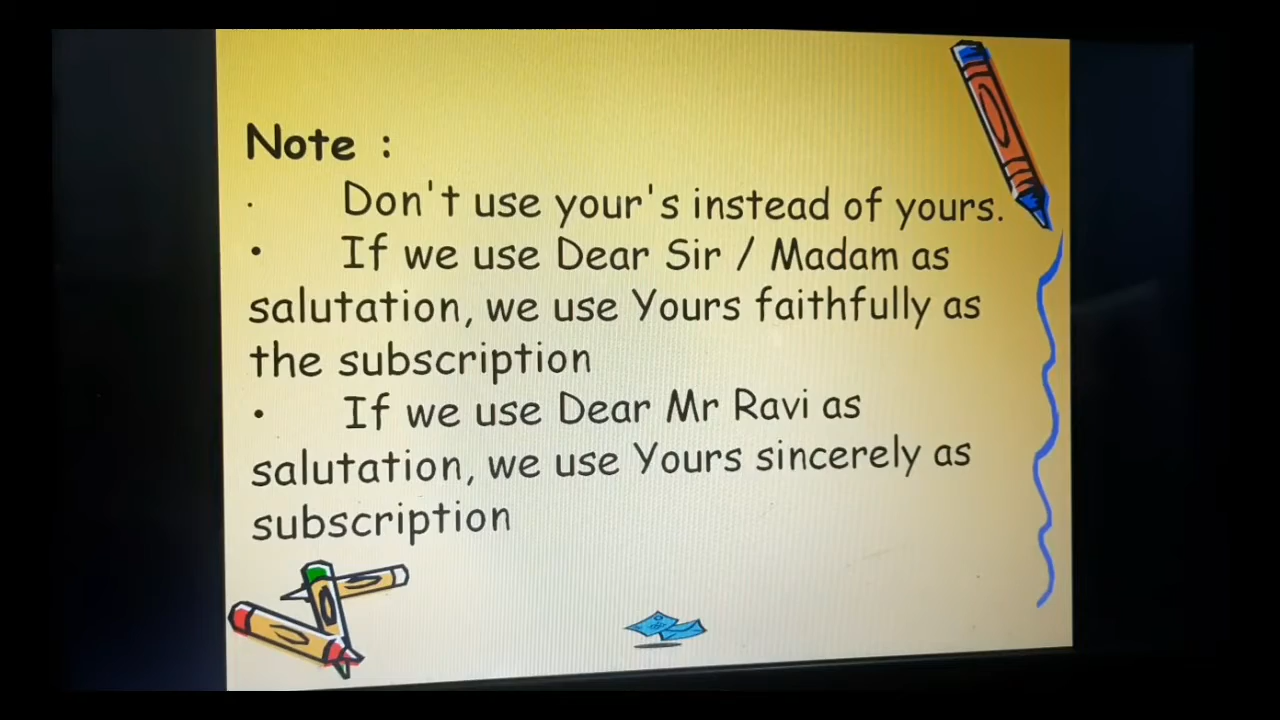 Note :
· Don't use your's instead of yours.
• If we use Dear Sir / Madam as
salutation, we use Yours faithfully as
the subscription
• If we use Dear Mr Ravi as
salutation, we use Yours sincerely as
subscription